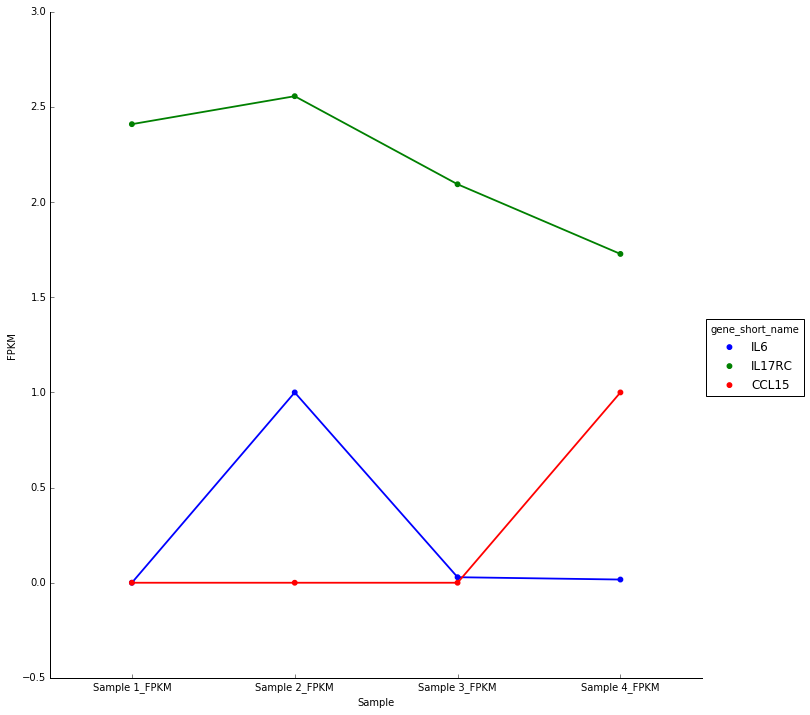 3.0
2.5
2.0
1.5
1.0
0.5
0.0
−0.5
FPKM
Sample 1_FPKM
Sample 2_FPKM
Sample 3_FPKM
Sample 4_FPKM
Sample
gene_short_name
IL6
IL17RC
CCL15